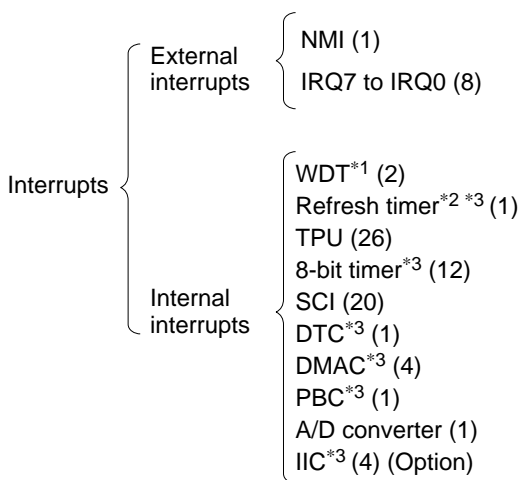 Interrupts
External
interrupts
NMI (1)
IRQ7 to IRQ0 (8)
Internal
interrupts
WDT*1 (2)
Refresh timer*2 *3 (1)
TPU (26)
8-bit timer*3 (12)
SCI (20)
DTC*3 (1)
DMAC*3 (4)
PBC*3 (1)
A/D converter (1)
IIC*3 (4) (Option)